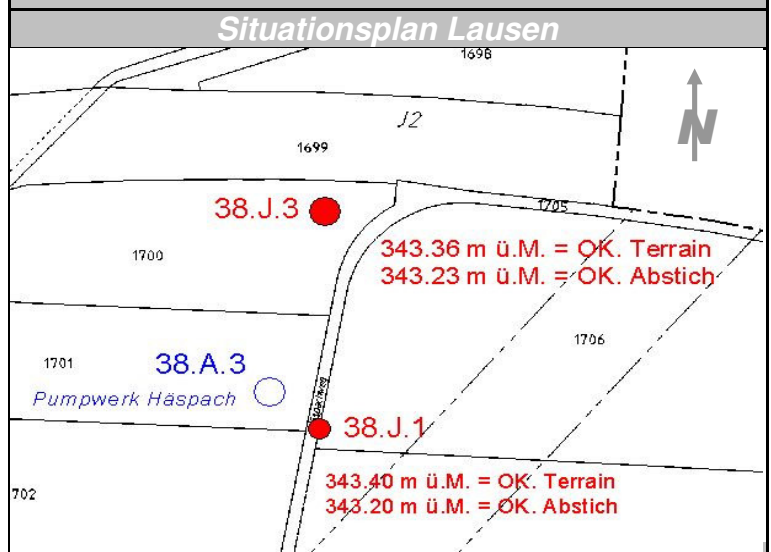 Situationsplan Lausen
1698
J2
N
1699
38.J.3
1705
343.36 m ü.M. = OK. Terrain
343.23 m ü.M. = OK. Abstich
1700
1706
1701
38.A.3
Pumpwerk Häspach
38.J.1
343.40 m ü.M. = OK. Terrain
343.20 m ü.M. = OK. Abstich
702